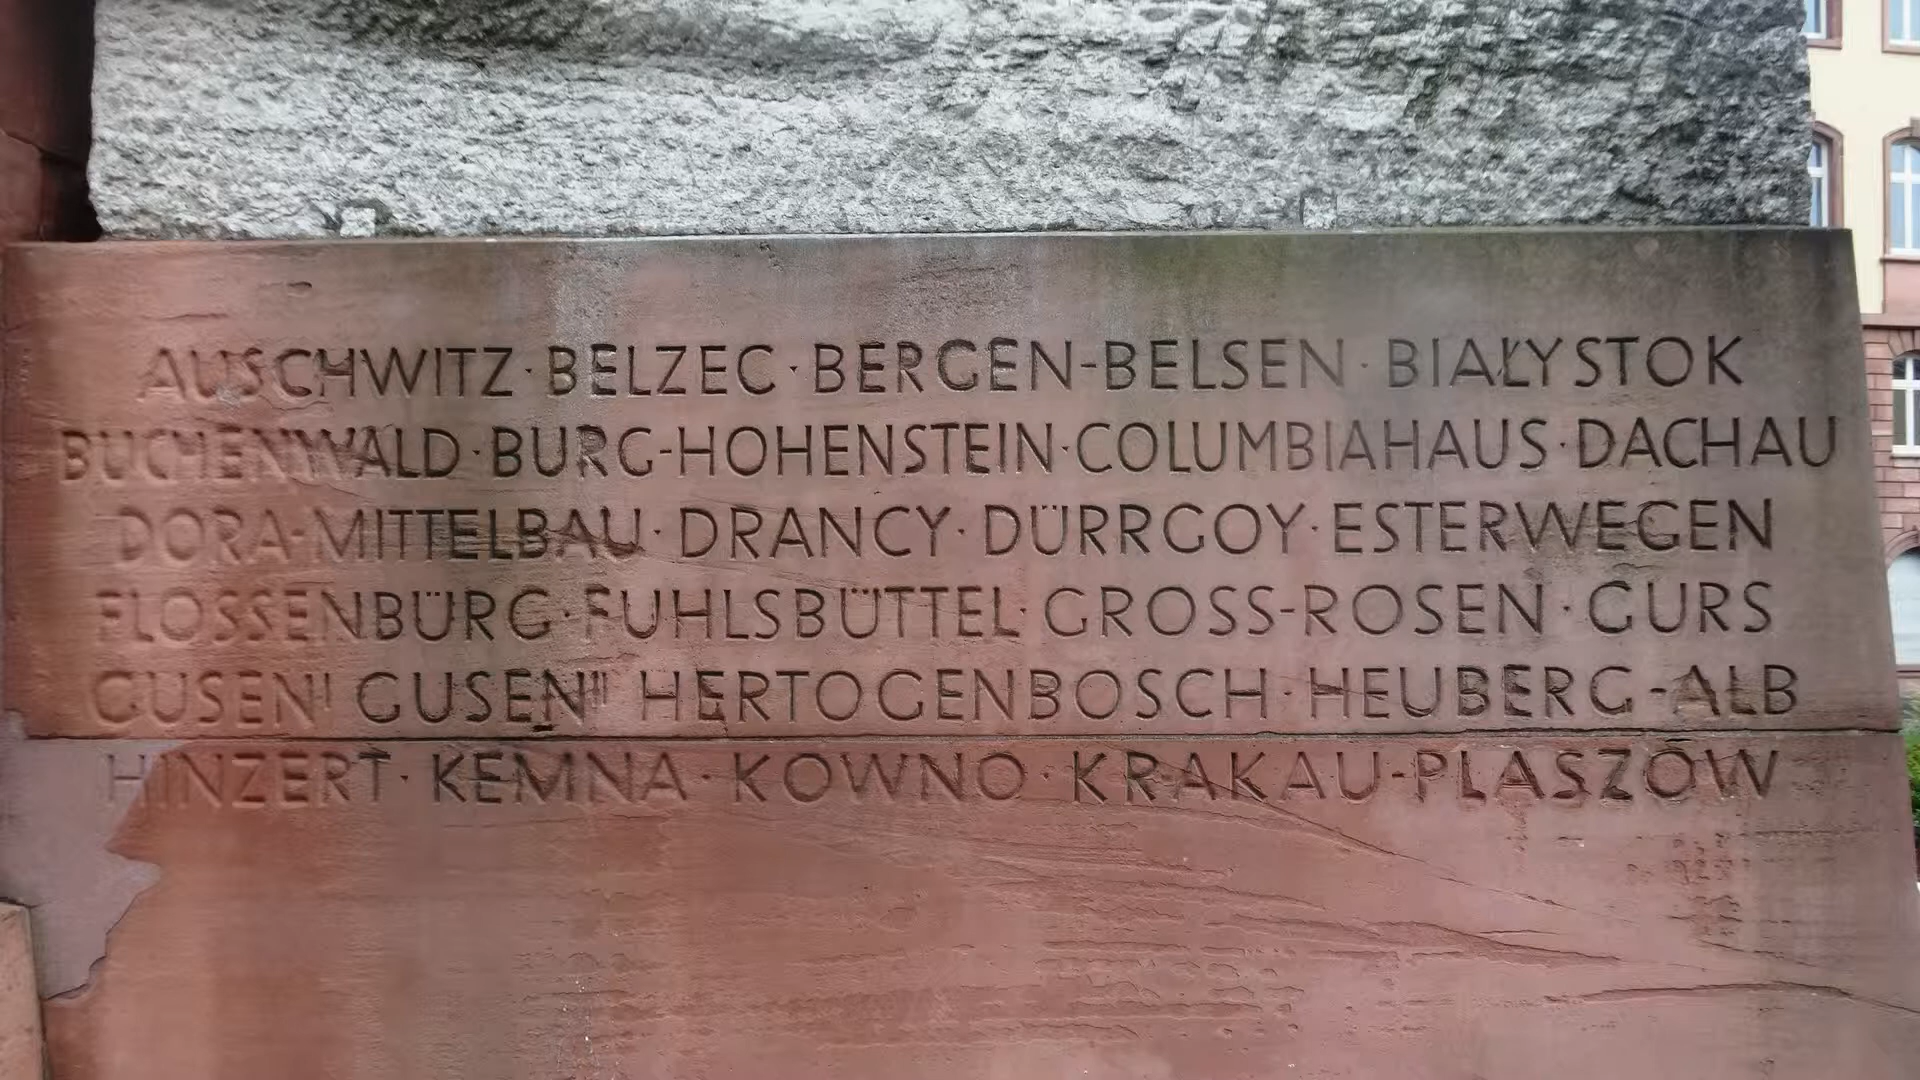 AUSCHWITZ · BELZEC · BERGEN-BELSEN · BIAŁYSTOK
BUCHENWALD · BURG-HOHENSTEIN · COLUMBIAHAUS · DACHAU
DORA-MITTELBAU · DRANCY · DÜRRGOY · ESTERWEGEN
FLOSSENBÜRG · FUHLSBÜTTEL · GROSS-ROSEN · GURS
GUSEN I GUSEN II HERTOGENBOSCH · HEUBERG-ALB
HINZERT · KEMNA · KOWNO · KRAKAU-PLASZÓW